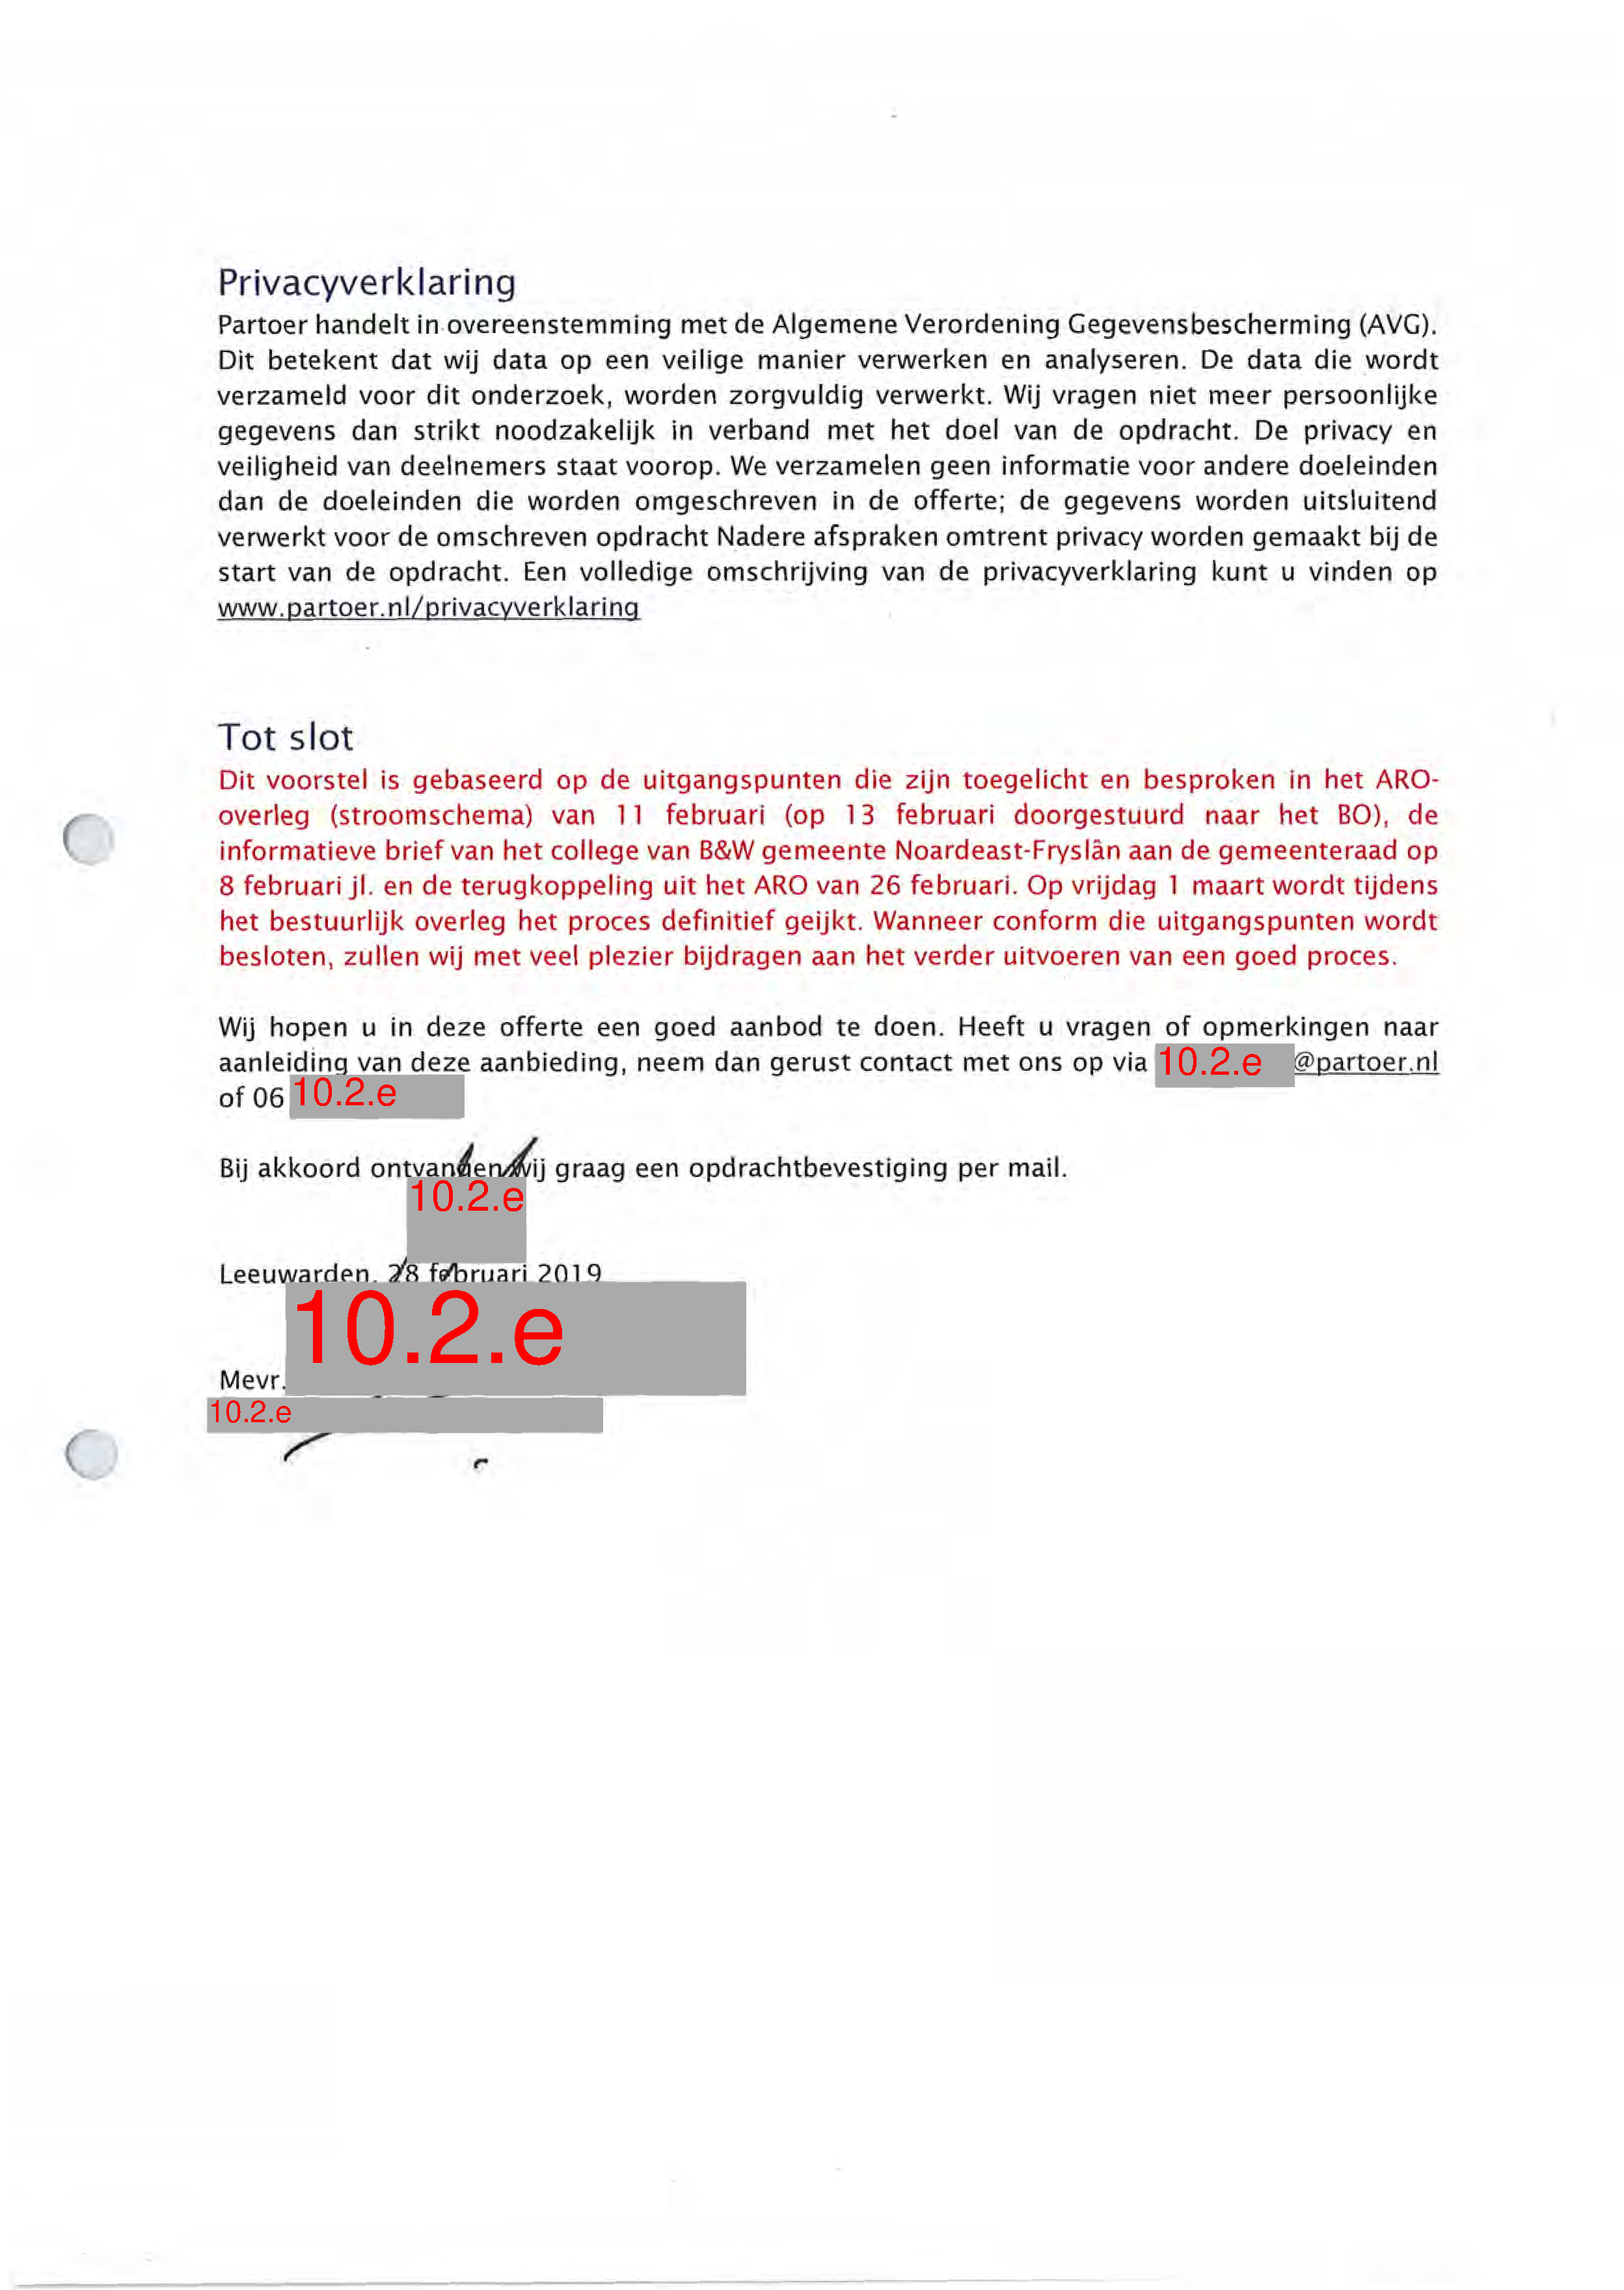 Privacyverklaring
Partoer handelt in overeenstemming met de Algemene Verordening Gegevensbescherming (AVG).
Dit betekent dat wij data op een veilige manier verwerken en analyseren. De data die wordt
verzameld voor dit onderzoek, worden zorgvuldig verwerkt. Wij vragen niet meer persoonlijke
gegevens dan strikt noodzakelijk in verband met het doel van de opdracht. De privacy en
veiligheid van deelnemers staat voorop. We verzamelen geen informatie voor andere doeleinden
dan de doeleinden die worden omgeschreven in de offerte; de gegevens worden uitsluitend
verwerkt voor de omschreven opdracht Nadere afspraken omtrent privacy worden gemaakt bij de
start van de opdracht. Een volledige omschrijving van de privacyverklaring kunt u vinden op
www.partoer.nl/privacyverklaring
Tot slot
Dit voorstel is gebaseerd op de uitgangspunten die zijn toegelicht en besproken in het ARO-
overleg (stroomschema) van 11 februari (op 13 februari doorgestuurd naar het BO), de
informatieve brief van het college van B&W gemeente Noardeast-Fryslân aan de gemeenteraad op
8 februari jl. en de terugkoppeling uit het ARO van 26 februari. Op vrijdag 1 maart wordt tijdens
het bestuurlijk overleg het proces definitief geijkt. Wanneer conform die uitgangspunten wordt
besloten, zullen wij met veel plezier bijdragen aan het verder uitvoeren van een goed proces.
Wij hopen u in deze offerte een goed aanbod te doen. Heeft u vragen of opmerkingen naar
aanleiding van deze aanbieding, neem dan gerust contact met ons op via 10.2.e @partoer.nl
of 06 10.2.e
Bij akkoord ontvangen wij graag een opdrachtbevestiging per mail.
10.2.e
Leeuwarden, 28 februari 2019
10.2.e
Mevr.
10.2.e